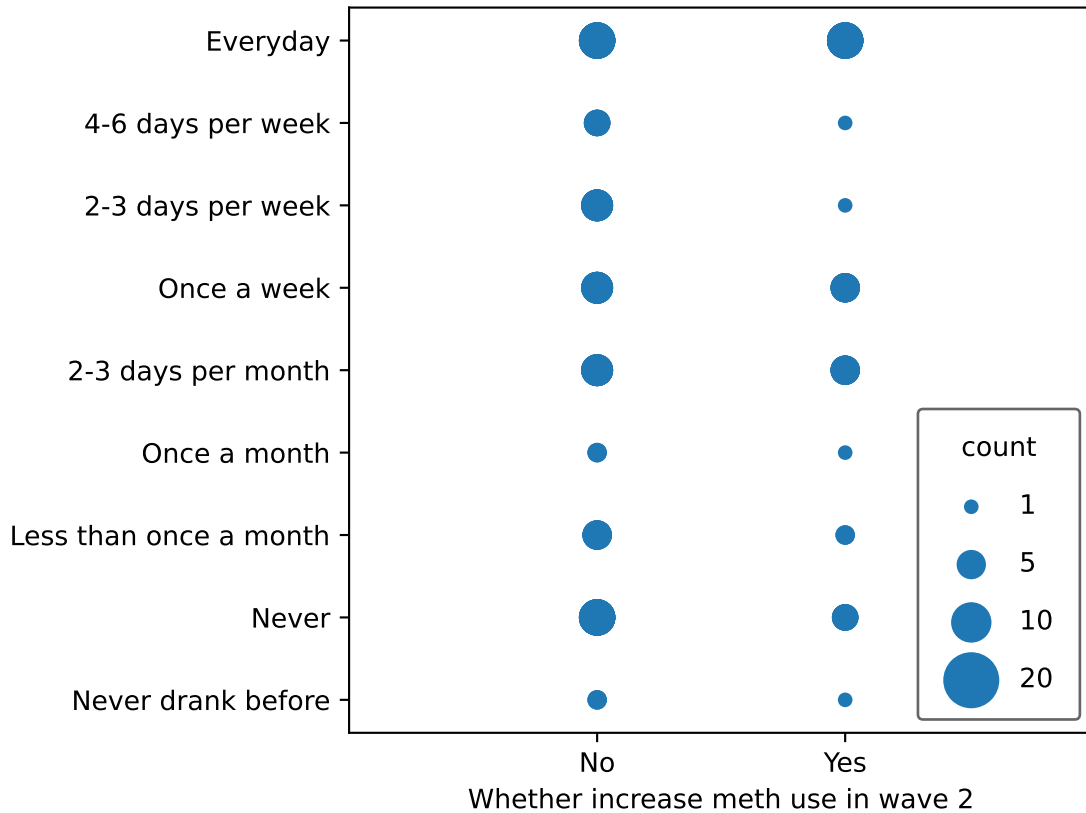 Everyday
4-6 days per week
2-3 days per week
Once a week
2-3 days per month
Once a month
Less than once a month
Never
Never drank before
count
1
5
10
20
No Yes
Whether increase meth use in wave 2